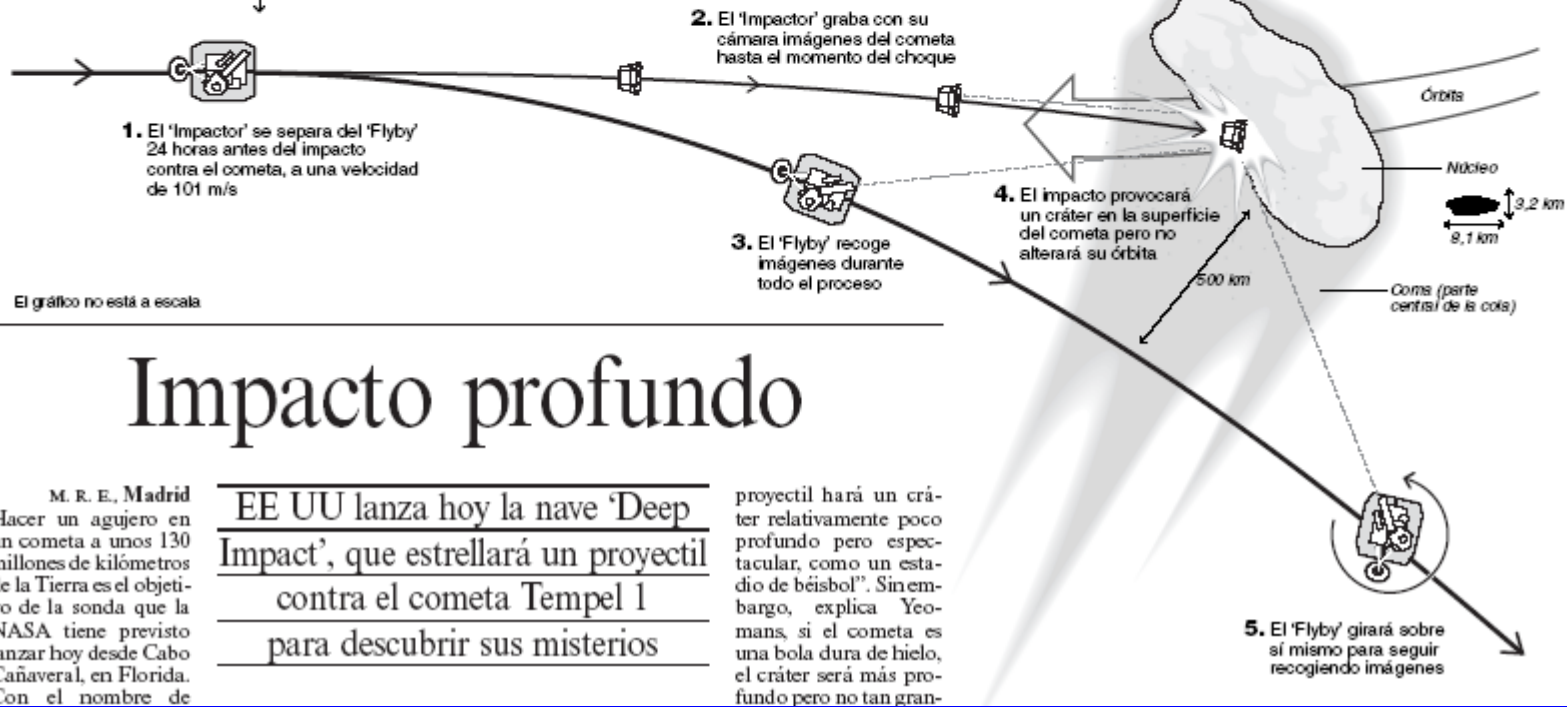 2. El 'Impactor' graba con su
cámara imágenes del cometa
hasta el momento del choque
Órbita
1. El 'Impactor' se separa del 'Flyby'
24 horas antes del impacto
contra el cometa, a una velocidad
de 101 m/s
Núcleo
3,2 km
8,1 km
4. El impacto provocará
un cráter en la superficie
del cometa pero no
alterará su órbita
3. El 'Flyby' recoge
imágenes durante
todo el proceso
500 km
Coma (parte
central de la cola)
El gráfico no está a escala
Impacto profundo
M. R. E., Madrid
Hacer un agujero en
un cometa a unos 130
millones de kilómetros
de la Tierra es el objeti-
vo de la sonda que la
NASA tiene previsto
lanzar hoy desde Cabo
Cañaveral, en Florida.
Con el nombre de
EE UU lanza hoy la nave 'Deep
Impact', que estrellará un proyectil
contra el cometa Tempel 1
para descubrir sus misterios
proyectil hará un crá-
ter relativamente poco
profundo pero espec-
tacular, como un esta-
dio de béisbol". Sin em-
bargo, explica Yeo-
mans, si el cometa es
una bola dura de hielo,
el cráter será más pro-
fundo pero no tan gran-
5. El 'Flyby' girará sobre
sí mismo para seguir
recogiendo imágenes